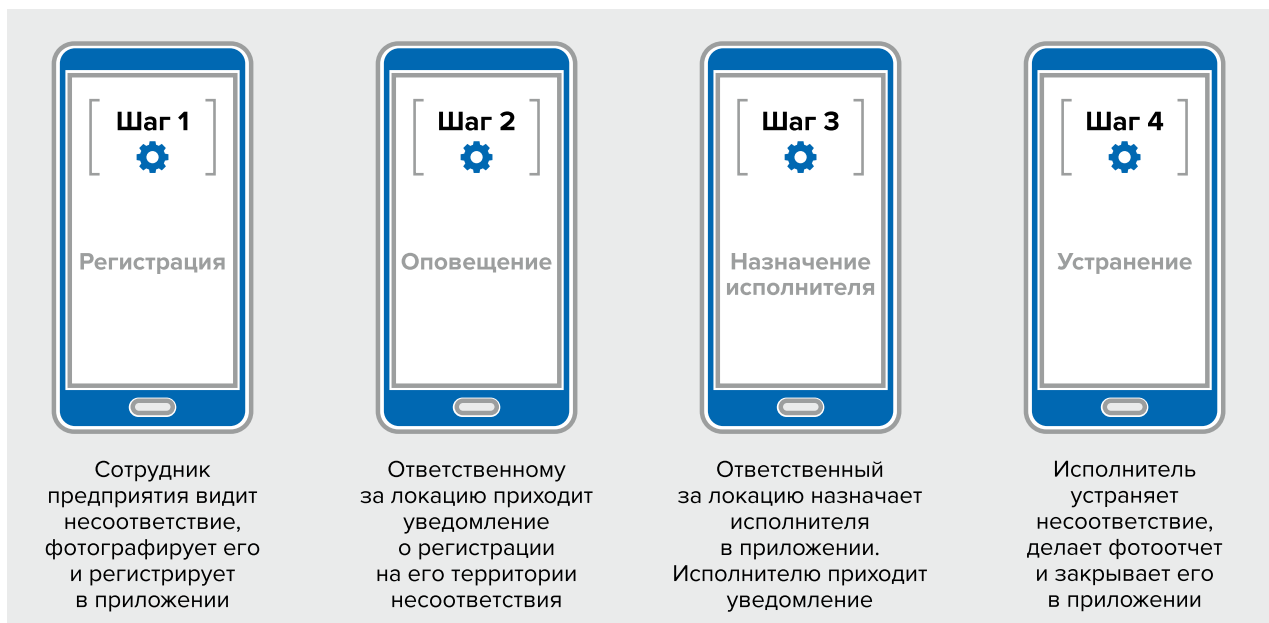 Шаг 1
Регистрация
Сотрудник
предприятия видит
несоответствие,
фотографирует его
и регистрирует
в приложении
Шаг 2
Оповещение
Ответственному
за локацию приходит
уведомление
о регистрации
на его территории
несоответствия
Шаг 3
Назначение
исполнителя
Ответственный
за локацию назначает
исполнителя
в приложении.
Исполнителю приходит
уведомление
Шаг 4
Устранение
Исполнитель
устраняет
несоответствие,
делает фотоотчет
и закрывает его
в приложении